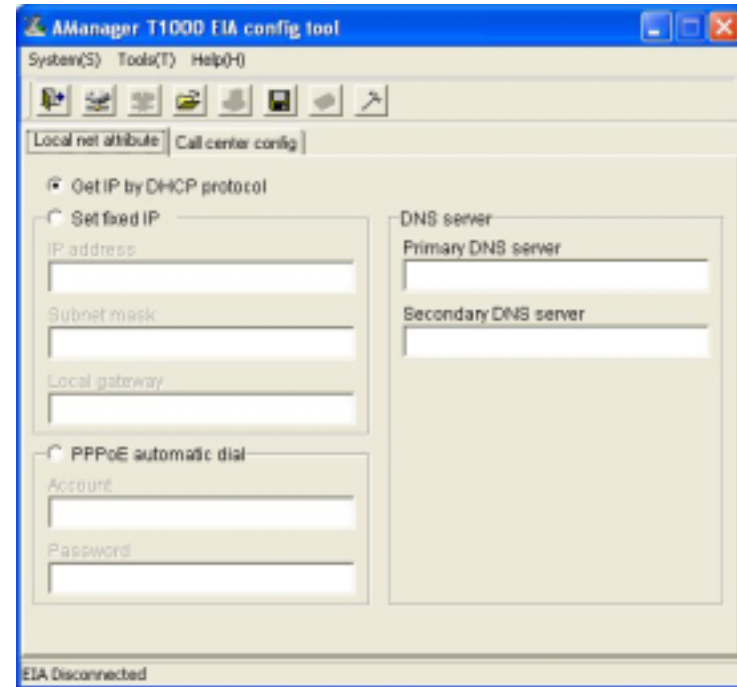 AManager T1000 EIA config tool
System(S) Tools(T) Help(H)
Local net attribute Call center config
Get IP by DHCP protocol
Set fixed IP
IP address
Subnet mask
Local gateway
PPPoE automatic dial
Account
Password
DNS server
Primary DNS server
Secondary DNS server
EIA Disconnected